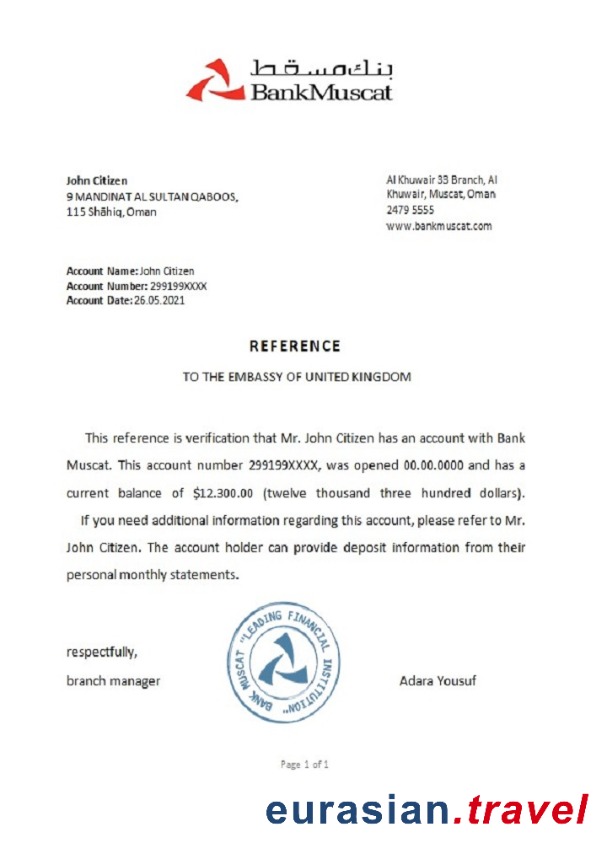 بنك مسقط
BankMuscat
John Citizen
9 MANDINAT AL SULTAN QABOOS,
115 Shāhiq, Oman
Al Khuwair 33 Branch, Al
Khuwair, Muscat, Oman
2479 5555
www.bankmuscat.com
Account Name: John Citizen
Account Number: 299199XXXX
Account Date: 26.05.2021
REFERENCE
TO THE EMBASSY OF UNITED KINGDOM
This reference is verification that Mr. John Citizen has an account with Bank
Muscat. This account number 299199XXXX, was opened 00.00.0000 and has a
current balance of $12.300.00 (twelve thousand three hundred dollars).
If you need additional information regarding this account, please refer to Mr.
John Citizen. The account holder can provide deposit information from their
personal monthly statements.
respectfully,
branch manager
BANK MUSCAT "LEADING FINANCIAL INSTITUTION"
Adara Yousuf
Page 1 of 1
eurasian.travel